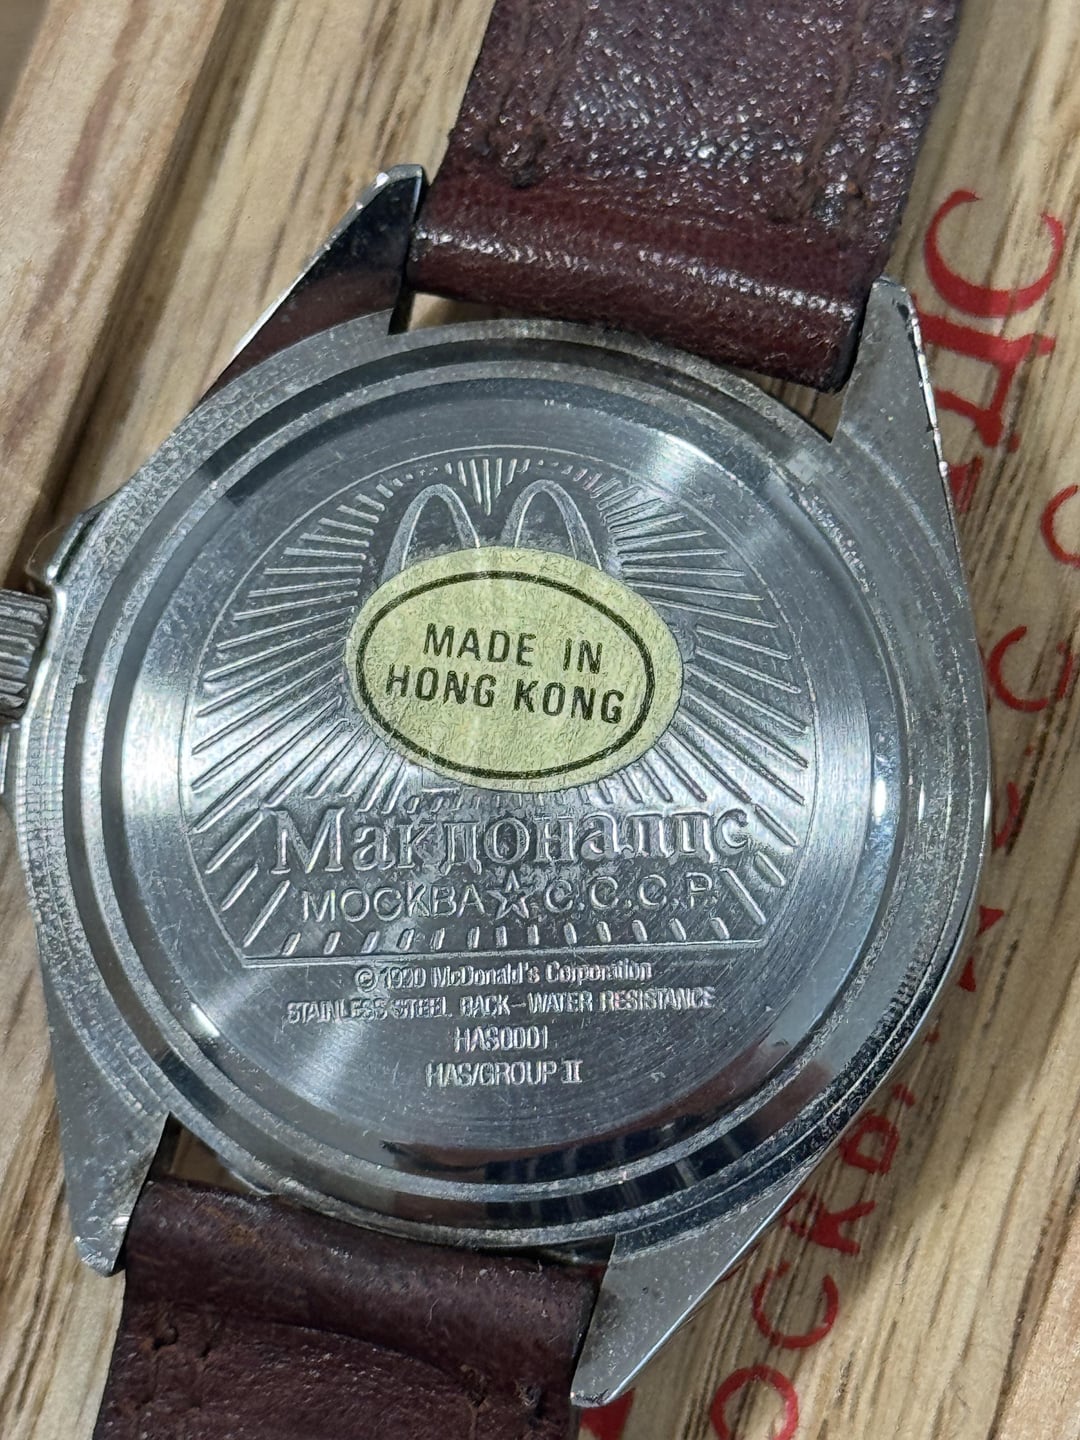 MADE IN
HONG KONG
Макдоналдс
МОСКВА☆С.С.С.Р.
© 1990 McDonald's Corporation
STAINLESS STEEL BACK-WATER RESISTANCE
HAS0001
HAS/GROUP II